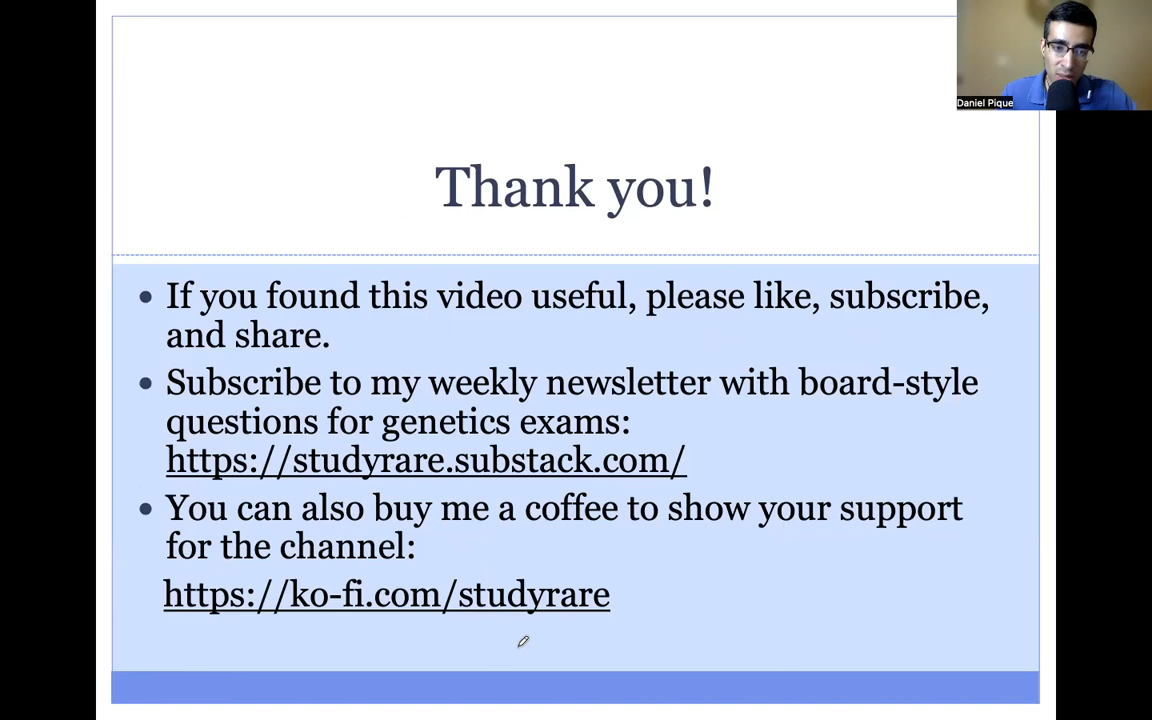 Daniel Pique
Thank you!
• If you found this video useful, please like, subscribe,
and share.
• Subscribe to my weekly newsletter with board-style
questions for genetics exams:
https://studyrare.substack.com/
• You can also buy me a coffee to show your support
for the channel:
https://ko-fi.com/studyrare